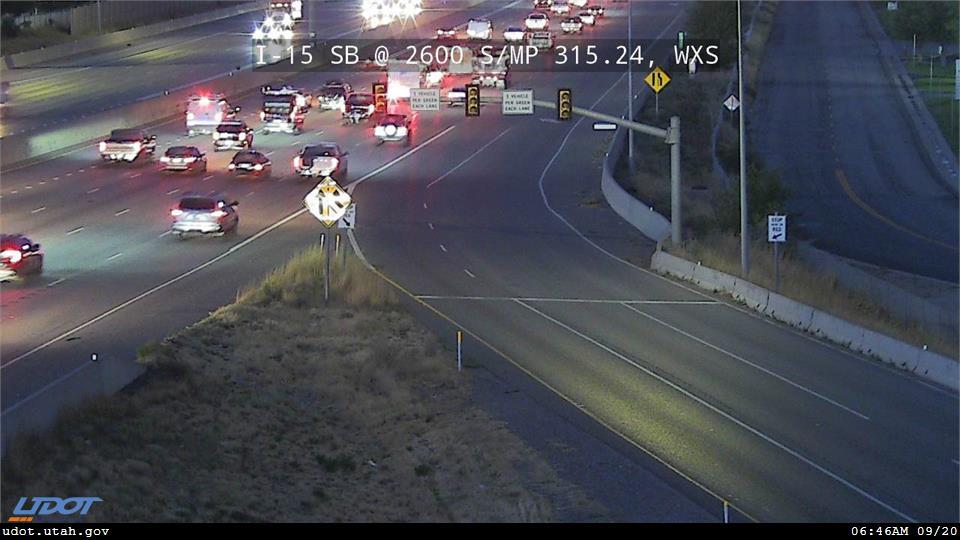 I-15 SB @ 2600 S/MP 315.24, WXS
1 VEHICLE
PER GREEN
EACH LANE
1 VEHICLE
PER GREEN
EACH LANE
STOP
HERE ON
RED
UDOT
udot.utah.gov
06:46AM 09/20